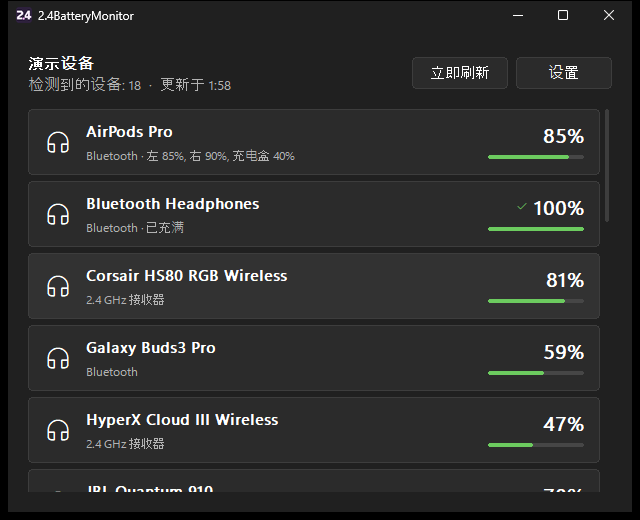 2.4 2.4BatteryMonitor
演示设备
检测到的设备: 18 · 更新于 1:58
立即刷新
设置
AirPods Pro
85%
Bluetooth · 左 85%, 右 90%, 充电盒 40%
Bluetooth Headphones
✓ 100%
Bluetooth · 已充满
Corsair HS80 RGB Wireless
81%
2.4 GHz 接收器
Galaxy Buds3 Pro
59%
Bluetooth
HyperX Cloud III Wireless
47%
2.4 GHz 接收器
JBL Quantum 910